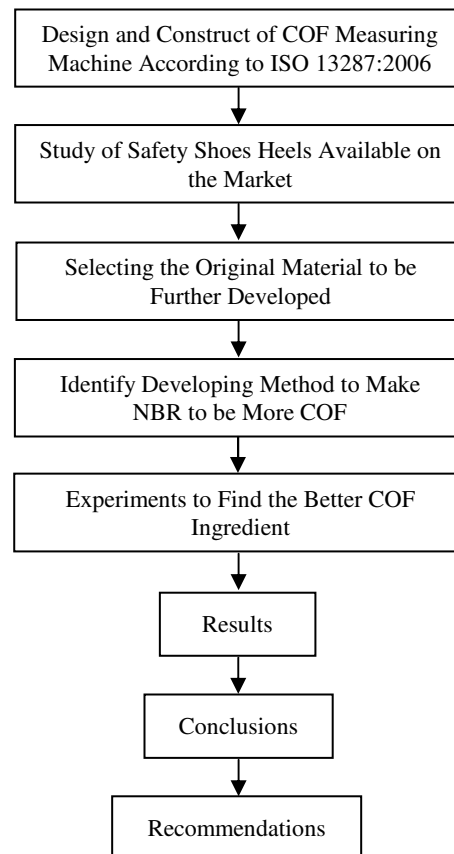 Design and Construct of COF Measuring
Machine According to ISO 13287:2006
Study of Safety Shoes Heels Available on
the Market
Selecting the Original Material to be
Further Developed
Identify Developing Method to Make
NBR to be More COF
Experiments to Find the Better COF
Ingredient
Results
Conclusions
Recommendations